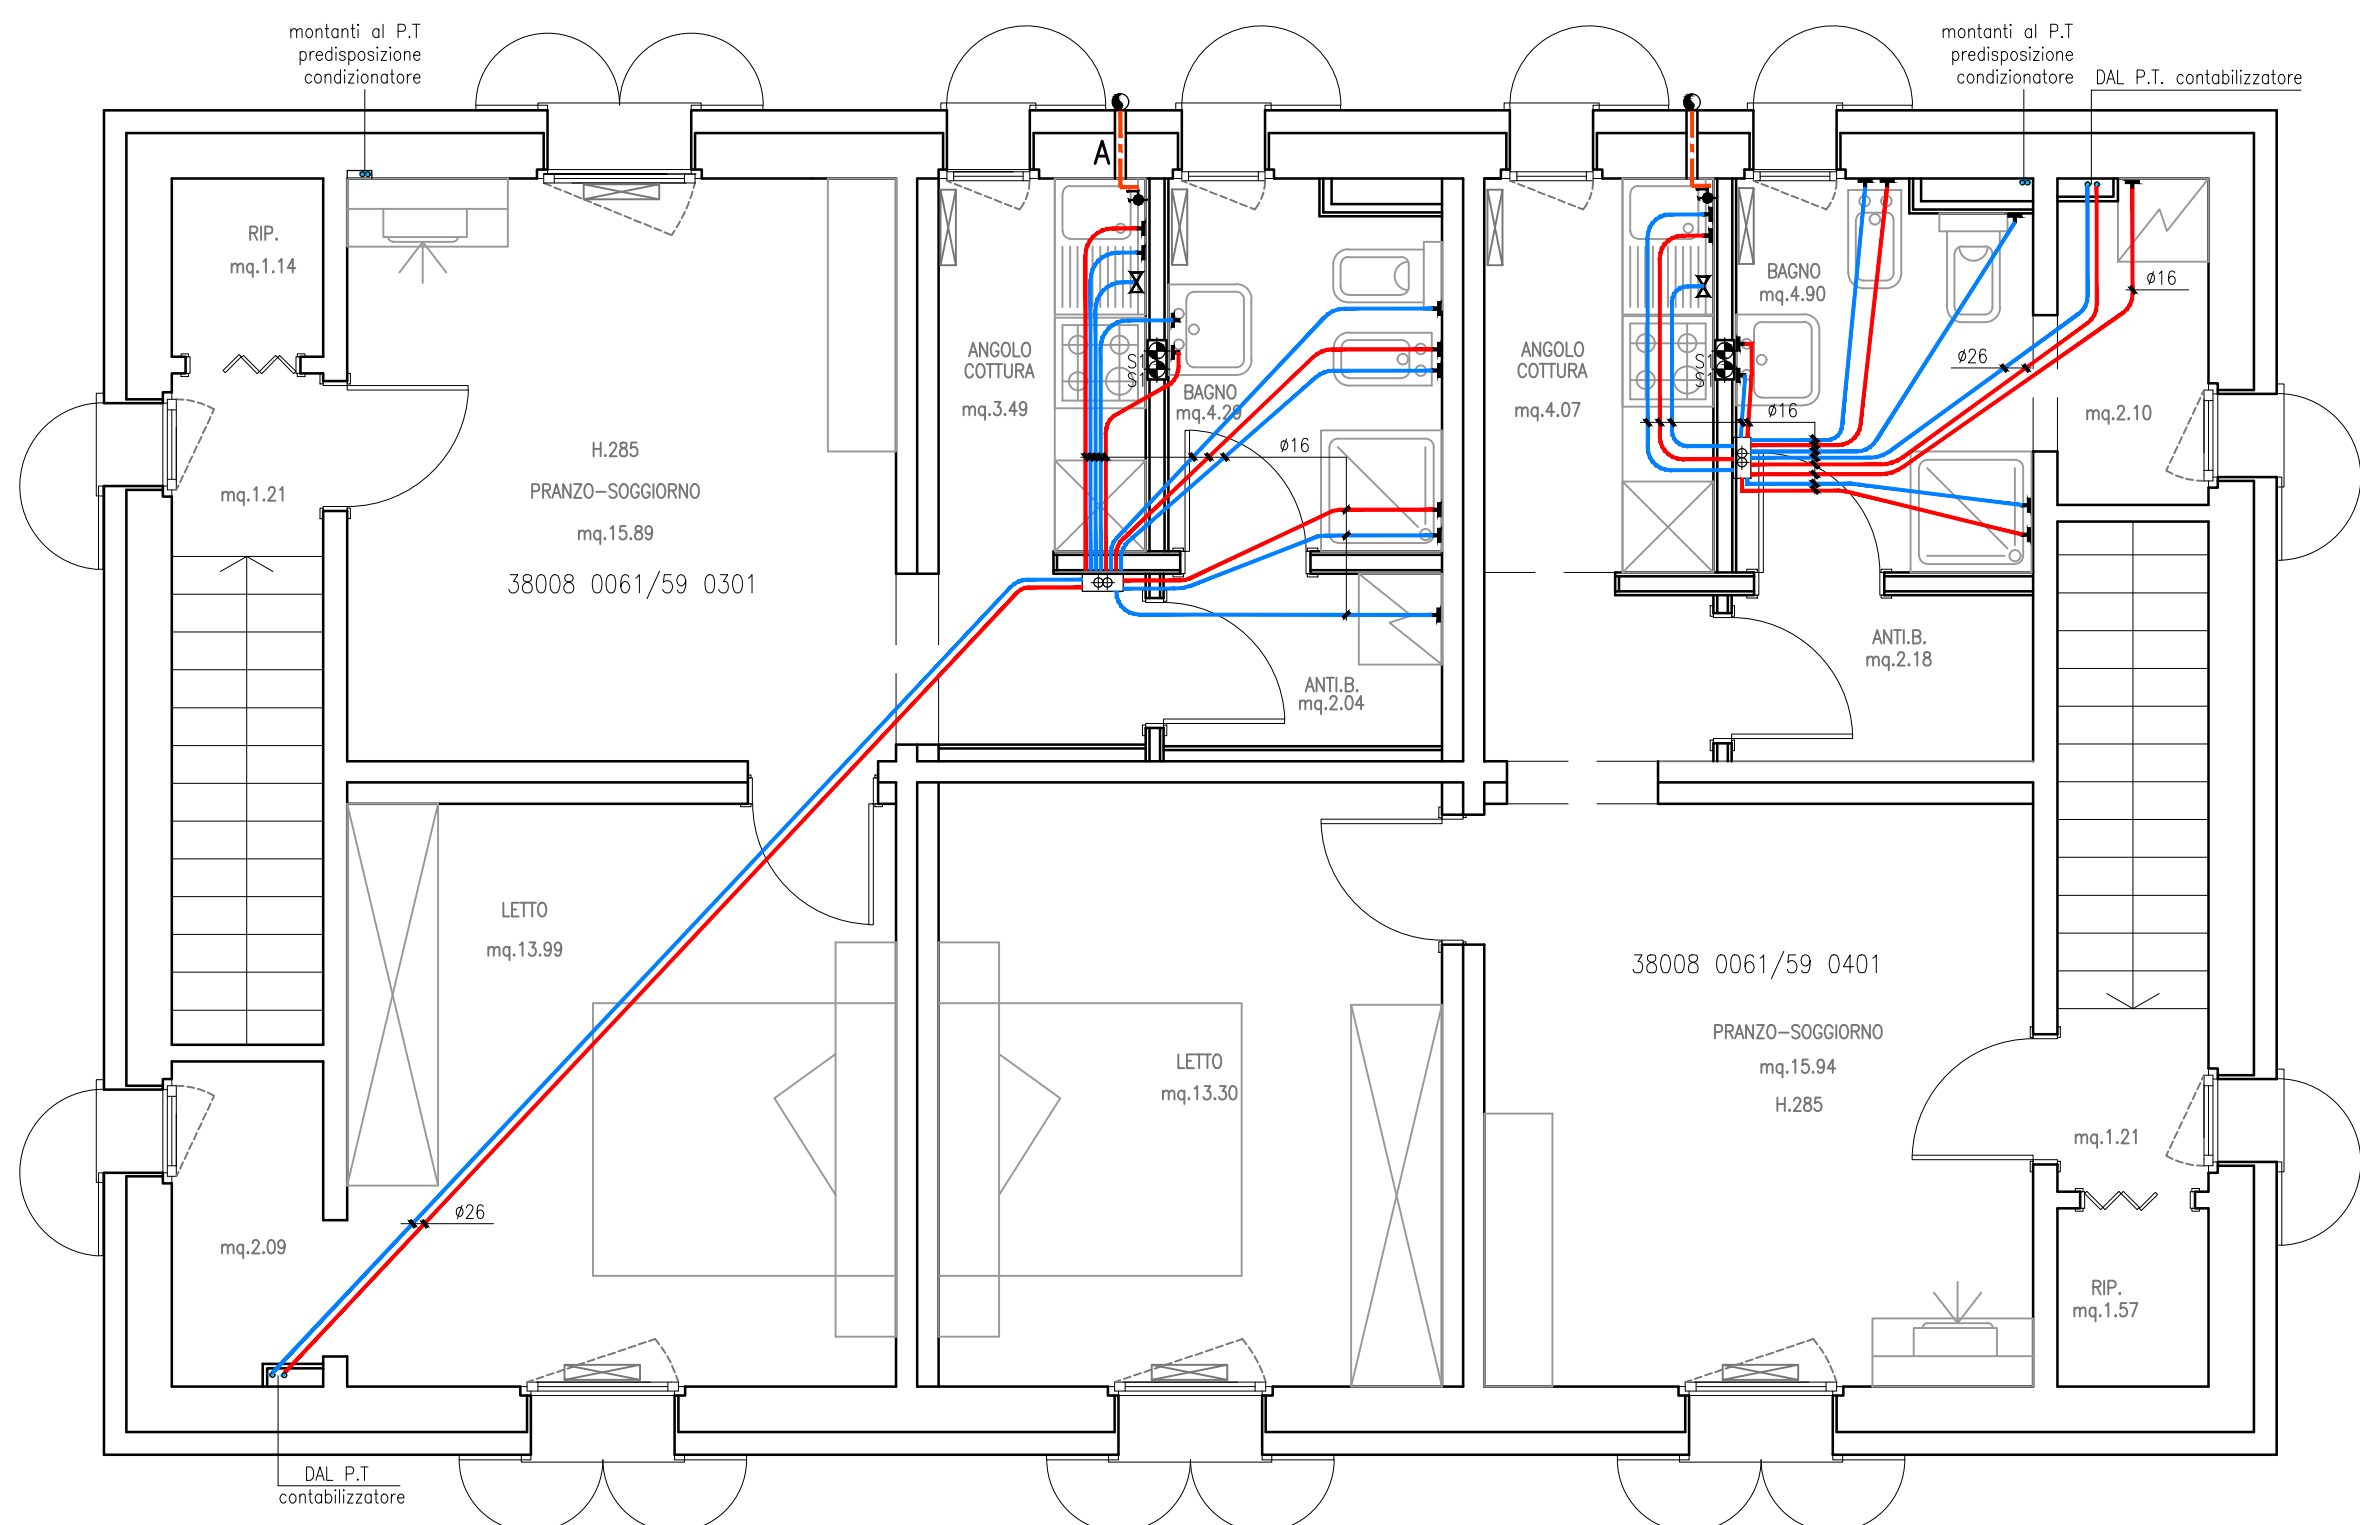 montanti al P.T
predisposizione
condizionatore
montanti al P.T
predisposizione
condizionatore
DAL P.T. contabilizzatore
A
RIP.
mq.1.14
mq.1.21
H.285
PRANZO-SOGGIORNO
mq.15.89
38008 0061/59 0301
ANGOLO
COTTURA
mq.3.49
BAGNO
mq.4.29
ø16
ANTI.B.
mq.2.04
ANGOLO
COTTURA
mq.4.07
BAGNO
mq.4.90
ø16
ø26
ø16
mq.2.10
ANTI.B.
mq.2.18
LETTO
mq.13.99
ø26
mq.2.09
LETTO
mq.13.30
38008 0061/59 0401
PRANZO-SOGGIORNO
mq.15.94
H.285
mq.1.21
RIP.
mq.1.57
DAL P.T
contabilizzatore